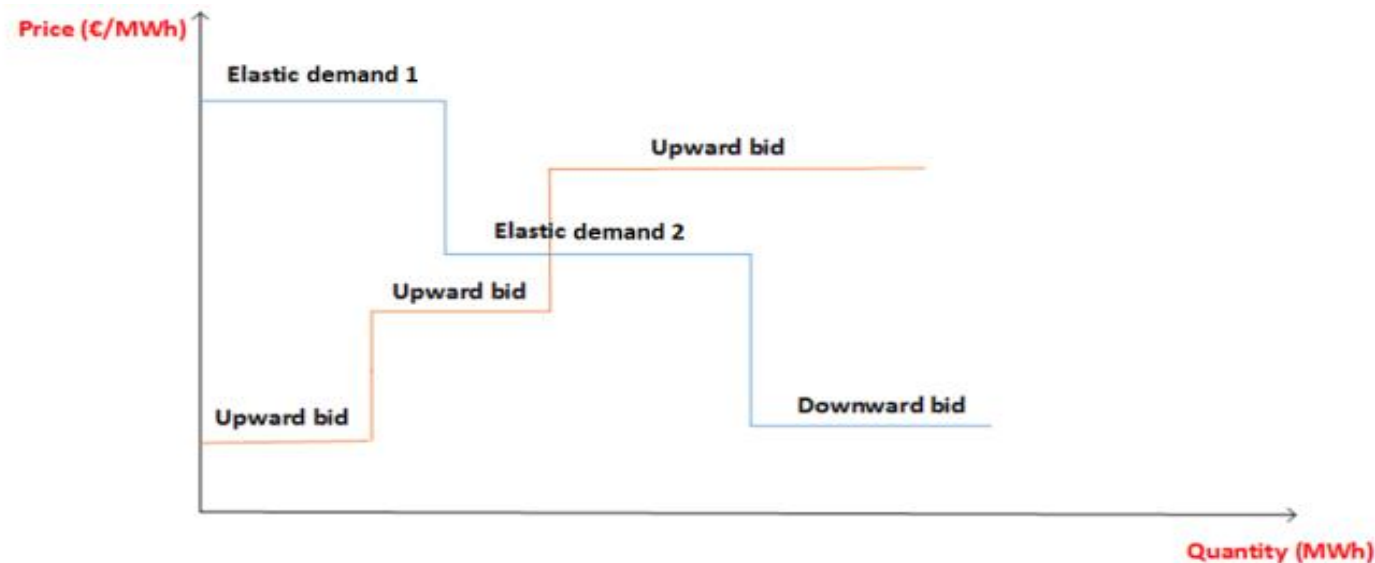 Price (€/MWh)
Elastic demand 1
Upward bid
Elastic demand 2
Upward bid
Downward bid
Upward bid
Quantity (MWh)